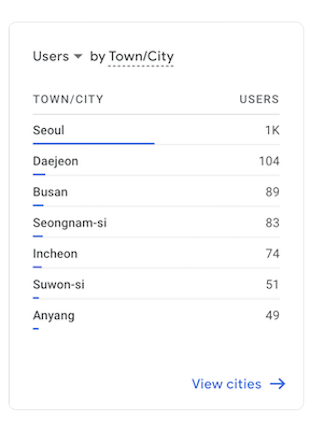 Users by Town/City
TOWN/CITY USERS
Seoul 1K
Daejeon 104
Busan 89
Seongnam-si 83
Incheon 74
Suwon-si 51
Anyang 49
View cities